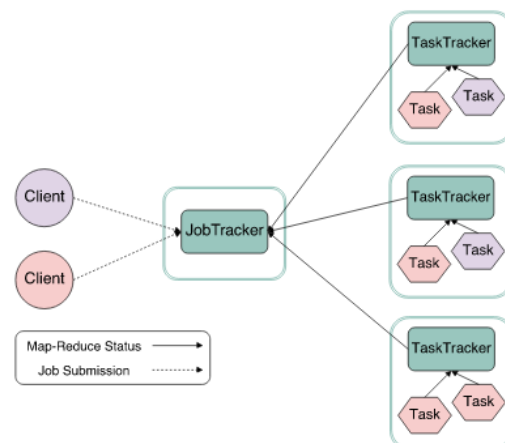 TaskTracker
Task
Task
Client
TaskTracker
JobTracker
Task
Task
Client
Map-Reduce Status
Job Submission
TaskTracker
Task
Task